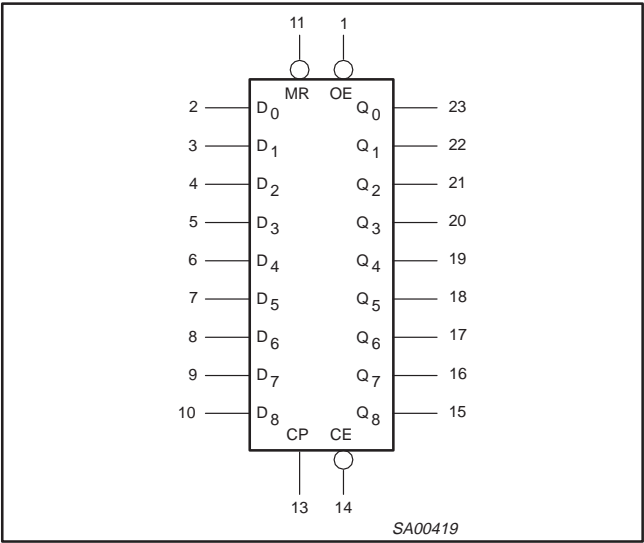 11 1
MR OE
2 D0 Q0 23
3 D1 Q1 22
4 D2 Q2 21
5 D3 Q3 20
6 D4 Q4 19
7 D5 Q5 18
8 D6 Q6 17
9 D7 Q7 16
10 D8 Q8 15
CP CE
13 14
SA00419